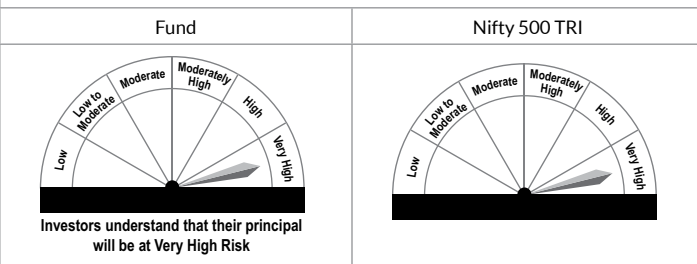 Fund
Nifty 500 TRI
Low
Low to
Moderate
Moderate
Moderately
High
High
Very High
Investors understand that their principal
will be at Very High Risk
Low
Low to
Moderate
Moderate
Moderately
High
High
Very High